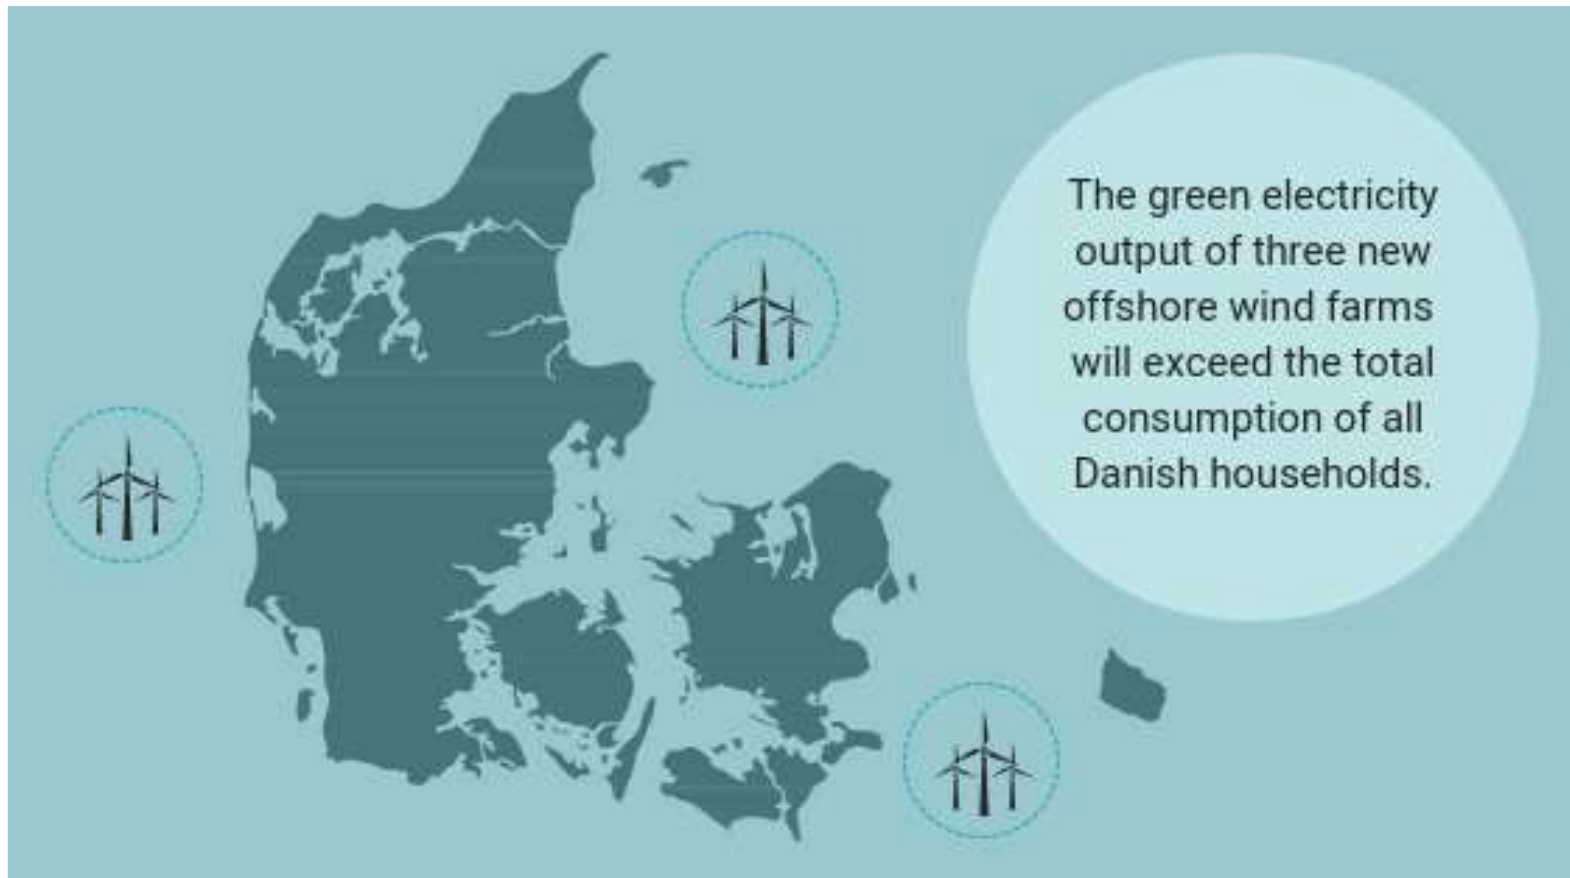 The green electricity
output of three new
offshore wind farms
will exceed the total
consumption of all
Danish households.